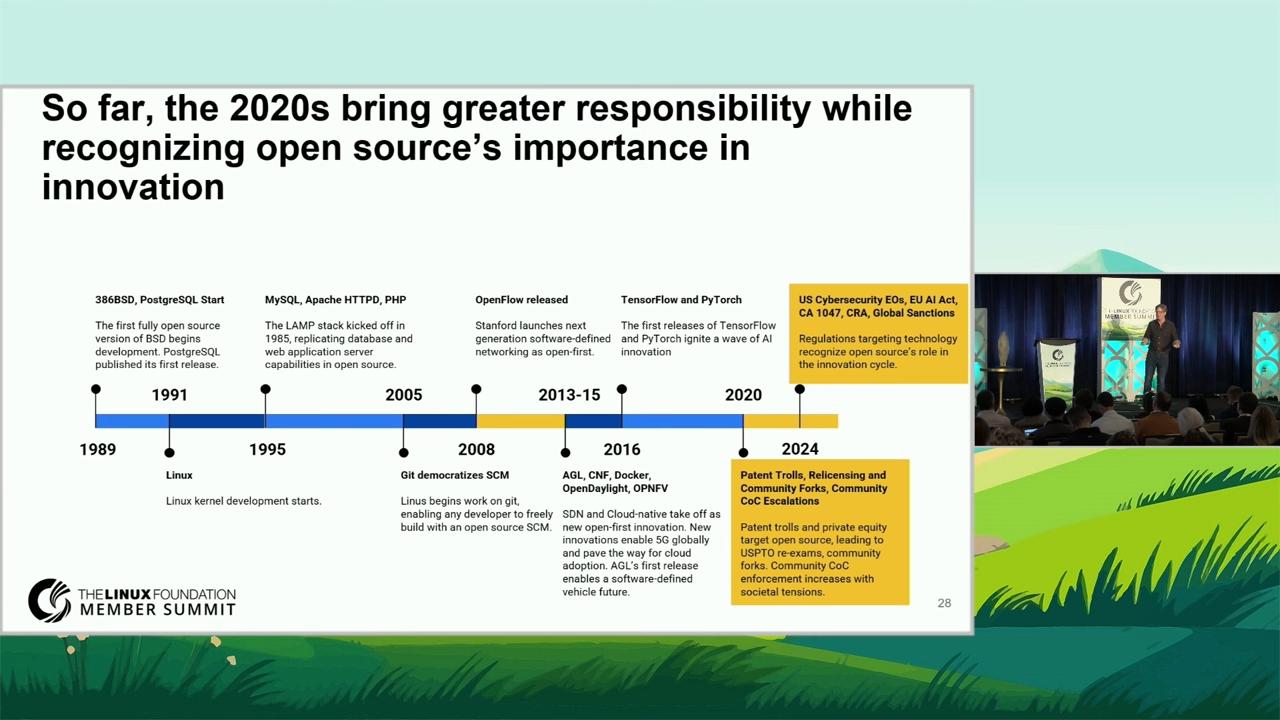 So far, the 2020s bring greater responsibility while
recognizing open source's importance in
innovation
386BSD, PostgreSQL Start
The first fully open source
version of BSD begins
development. PostgreSQL
published its first release.
MySQL, Apache HTTPD, PHP
The LAMP stack kicked off in
1985, replicating database and
web application server
capabilities in open source.
OpenFlow released
Stanford launches next
generation software-defined
networking as open-first.
TensorFlow and PyTorch
The first releases of TensorFlow
and PyTorch ignite a wave of AI
innovation
US Cybersecurity EOs, EU AI Act,
CA 1047, CRA, Global Sanctions
Regulations targeting technology
recognize open source's role in
the innovation cycle.
1991
2005
2013-15
2020
1989
1995
2008
2016
2024
Linux
Linux kernel development starts.
Git democratizes SCM
Linus begins work on git,
enabling any developer to freely
build with an open source SCM.
AGL, CNF, Docker,
OpenDaylight, OPNFV
SDN and Cloud-native take off as
new open-first innovation. New
innovations enable 5G globally
and pave the way for cloud
adoption. AGL's first release
enables a software-defined
vehicle future.
Patent Trolls, Relicensing and
Community Forks, Community
CoC Escalations
Patent trolls and private equity
target open source, leading to
USPTO re-exams, community
forks. Community CoC
enforcement increases with
societal tensions.
THE LINUX FOUNDATION
MEMBER SUMMIT
28
THE LINUX FOUNDATION
MEMBER SUMMIT